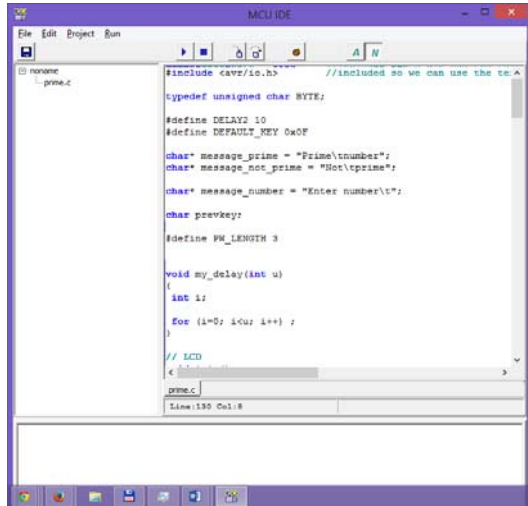 MCU IDE
File Edit Project Run
A N
noname
prime.c
#include <avr/io.h> //included so we can use the te
typedef unsigned char BYTE;
#define DELAY2 10
#define DEFAULT_KEY 0x0F
char* message_prime = "Prime\tnumber";
char* message_not_prime = "Not\tprime";
char* message_number = "Enter number\t";
char prevkey;
#define PW_LENGTH 3
void my_delay(int u)
{
int i;
for (i=0; i<u; i++) ;
}
// LCD
prime.c
Line:130 Col:8